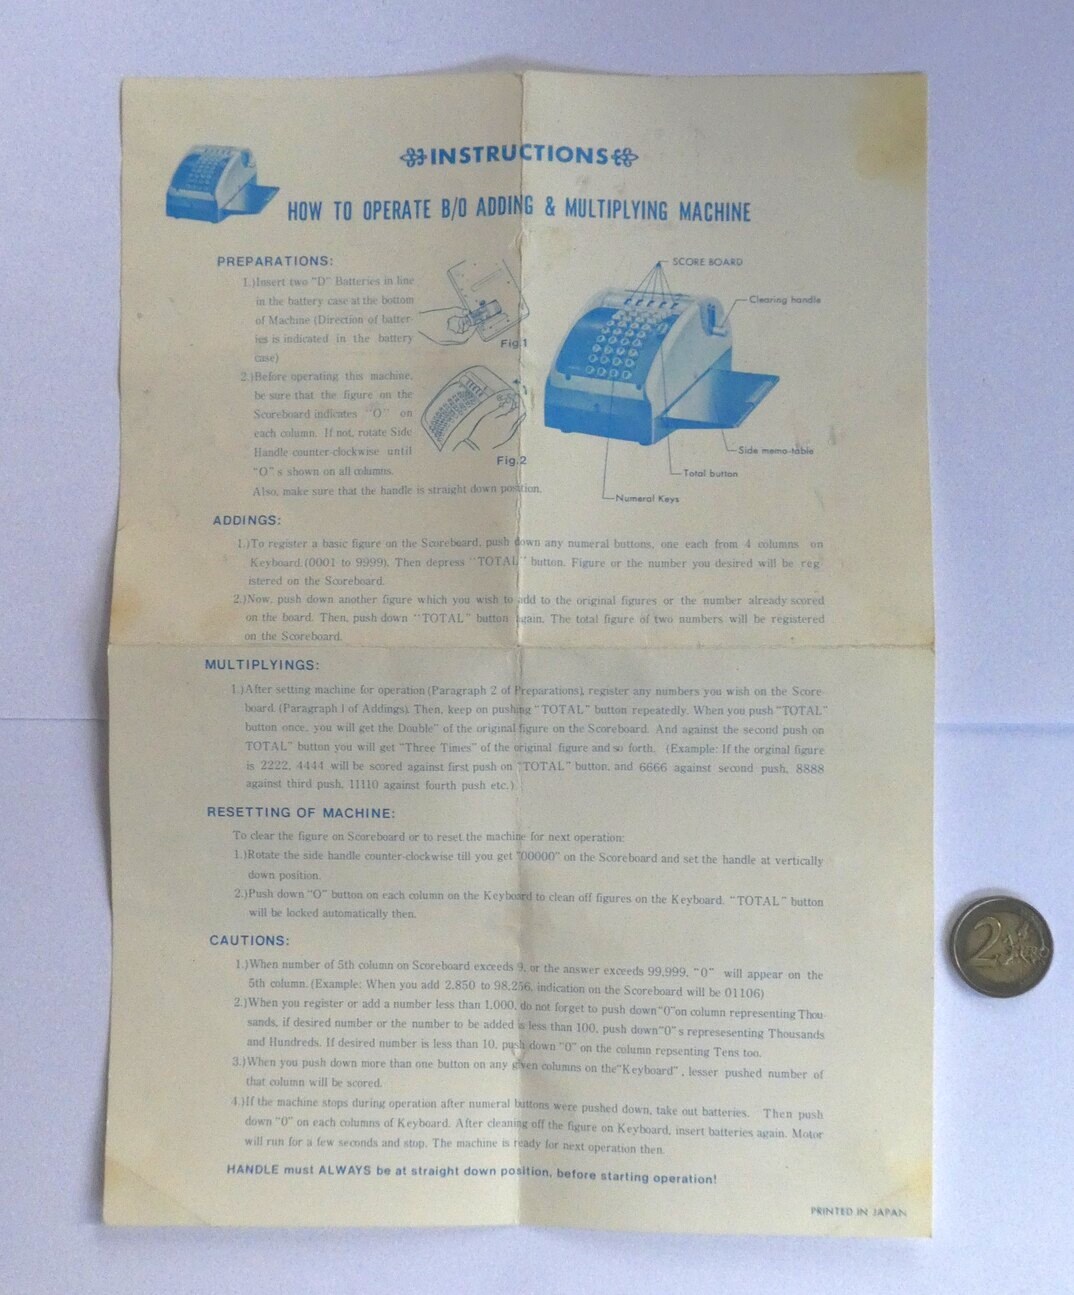 INSTRUCTIONS
HOW TO OPERATE B/O ADDING & MULTIPLYING MACHINE
PREPARATIONS:
1.)Insert two "D" Batteries in line
in the battery case at the bottom
of Machine (Direction of batter-
ies is indicated in the battery
case)
Fig.1
2.)Before operating this machine,
be sure that the figure on the
Scoreboard indicates "O" on
each column. If not, rotate Side
Handle counter-clockwise until
"O" s shown on all columns.
Fig.2
Also, make sure that the handle is straight down position.
SCORE BOARD
Clearing handle
Side memo-table
Total button
Numeral Keys
ADDINGS:
1.)To register a basic figure on the Scoreboard, push down any numeral buttons, one each from 4 columns on
Keyboard (0001 to 9999). Then depress "TOTAL" button. Figure or the number you desired will be reg
istered on the Scoreboard.
2.)Now, push down another figure which you wish to add to the original figures or the number already scored
on the board. Then, push down "TOTAL" button again. The total figure of two numbers will be registered
on the Scoreboard.
MULTIPLYINGS:
1.)After setting machine for operation (Paragraph 2 of Preparations), register any numbers you wish on the Score-
board. (Paragraph 1 of Addings). Then, keep on pushing "TOTAL" button repeatedly. When you push "TOTAL"
button once, you will get the Double" of the original figure on the Scoreboard. And against the second push on
TOTAL" button you will get "Three Times" of the original figure and so forth. (Example: If the orginal figure
is 2222, 4444 will be scored against first push on "TOTAL" button, and 6666 against second push, 8888
against third push, 11110 against fourth push etc.)
RESETTING OF MACHINE:
To clear the figure on Scoreboard or to reset the machine for next operation:
1.)Rotate the side handle counter-clockwise till you get "00000" on the Scoreboard and set the handle at vertically
down position.
2.)Push down "O" button on each column on the Keyboard to clean off figures on the Keyboard. "TOTAL" button
will be locked automatically then.
CAUTIONS:
1.)When number of 5th column on Scoreboard exceeds 9, or the answer exceeds 99,999, "0" will appear on the
5th column. (Example: When you add 2,850 to 98,256, indication on the Scoreboard will be 01106)
2.)When you register or add a number less than 1,000, do not forget to push down "0" on column representing Thou-
sands, if desired number or the number to be added is less than 100, push down "0" s represesenting Thousands
and Hundreds. If desired number is less than 10, push down "0" on the column repsenting Tens too.
3.)When you push down more than one button on any given columns on the "Keyboard", lesser pushed number of
that column will be scored.
4.)If the machine stops during operation after numeral buttons were pushed down, take out batteries. Then push
down "0" on each columns of Keyboard. After cleaning off the figure on Keyboard, insert batteries again. Motor
will run for a few seconds and stop. The machine is ready for next operation then.
HANDLE must ALWAYS be at straight down position, before starting operation!
PRINTED IN JAPAN
2